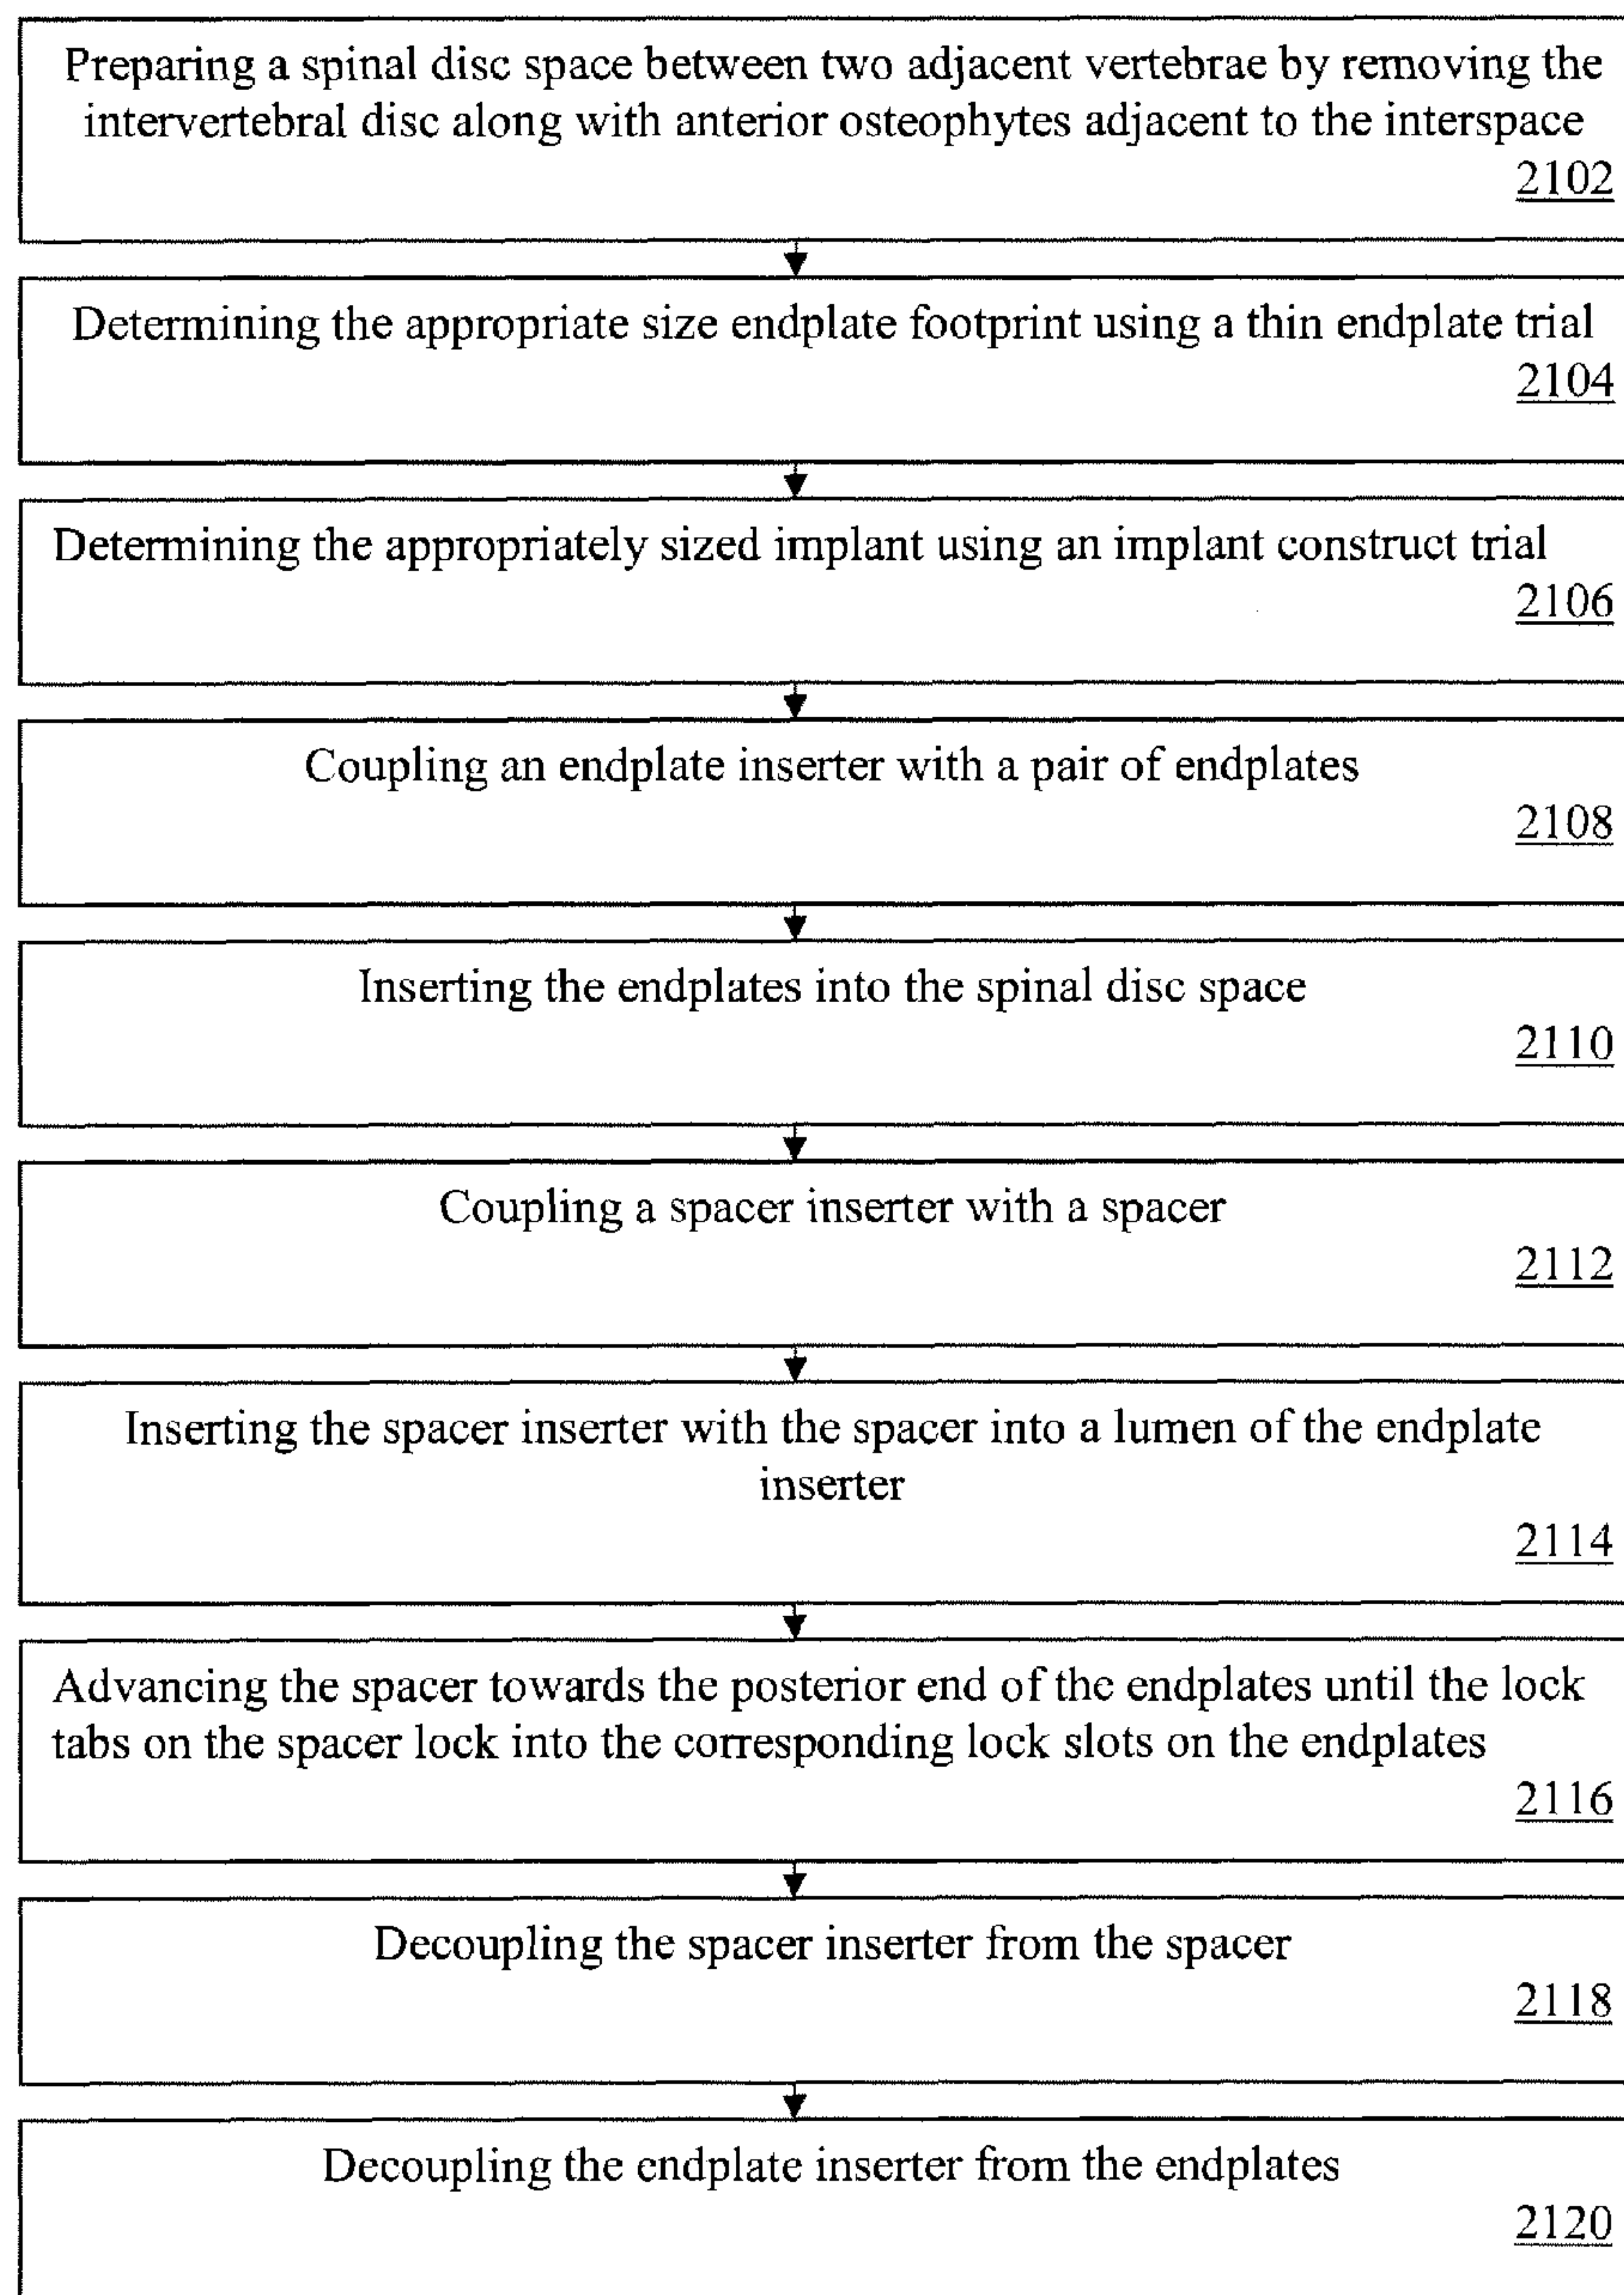 Preparing a spinal disc space between two adjacent vertebrae by removing the
intervertebral disc along with anterior osteophytes adjacent to the interspace
2102
Determining the appropriate size endplate footprint using a thin endplate trial
2104
Determining the appropriately sized implant using an implant construct trial
2106
Coupling an endplate inserter with a pair of endplates
2108
Inserting the endplates into the spinal disc space
2110
Coupling a spacer inserter with a spacer
2112
Inserting the spacer inserter with the spacer into a lumen of the endplate
inserter
2114
Advancing the spacer towards the posterior end of the endplates until the lock
tabs on the spacer lock into the corresponding lock slots on the endplates
2116
Decoupling the spacer inserter from the spacer
2118
Decoupling the endplate inserter from the endplates
2120